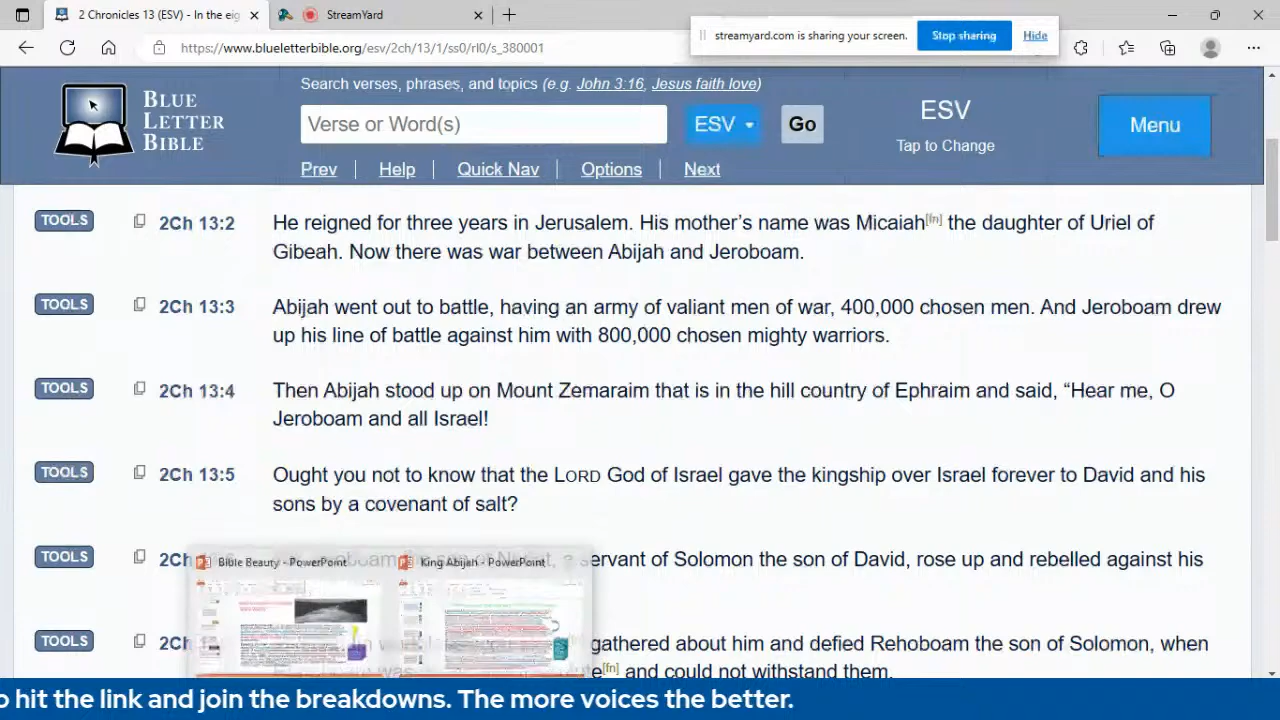 2 Chronicles 13 (ESV) - In the eig
StreamYard
streamyard.com is sharing your screen.
Stop sharing
Hide
https://www.blueletterbible.org/esv/2ch/13/1/ss0/rl0/s_380001
BLUE
LETTER
BIBLE
Search verses, phrases, and topics (e.g. John 3:16, Jesus faith love)
Verse or Word(s)
ESV
Go
ESV
Tap to Change
Menu
Prev
Help
Quick Nav
Options
Next
TOOLS
2Ch 13:2
He reigned for three years in Jerusalem. His mother’s name was Micaiah[fn] the daughter of Uriel of
Gibeah. Now there was war between Abijah and Jeroboam.
TOOLS
2Ch 13:3
Abijah went out to battle, having an army of valiant men of war, 400,000 chosen men. And Jeroboam drew
up his line of battle against him with 800,000 chosen mighty warriors.
TOOLS
2Ch 13:4
Then Abijah stood up on Mount Zemaraim that is in the hill country of Ephraim and said, “Hear me, O
Jeroboam and all Israel!
TOOLS
2Ch 13:5
Ought you not to know that the LORD God of Israel gave the kingship over Israel forever to David and his
sons by a covenant of salt?
TOOLS
2Ch
servant of Solomon the son of David, rose up and rebelled against his
Bible Beauty - PowerPoint
King Abijah - PowerPoint
TOOLS
2Ch
gathered about him and defied Rehoboam the son of Solomon, when
[fn] and could not withstand them.
o hit the link and join the breakdowns. The more voices the better.